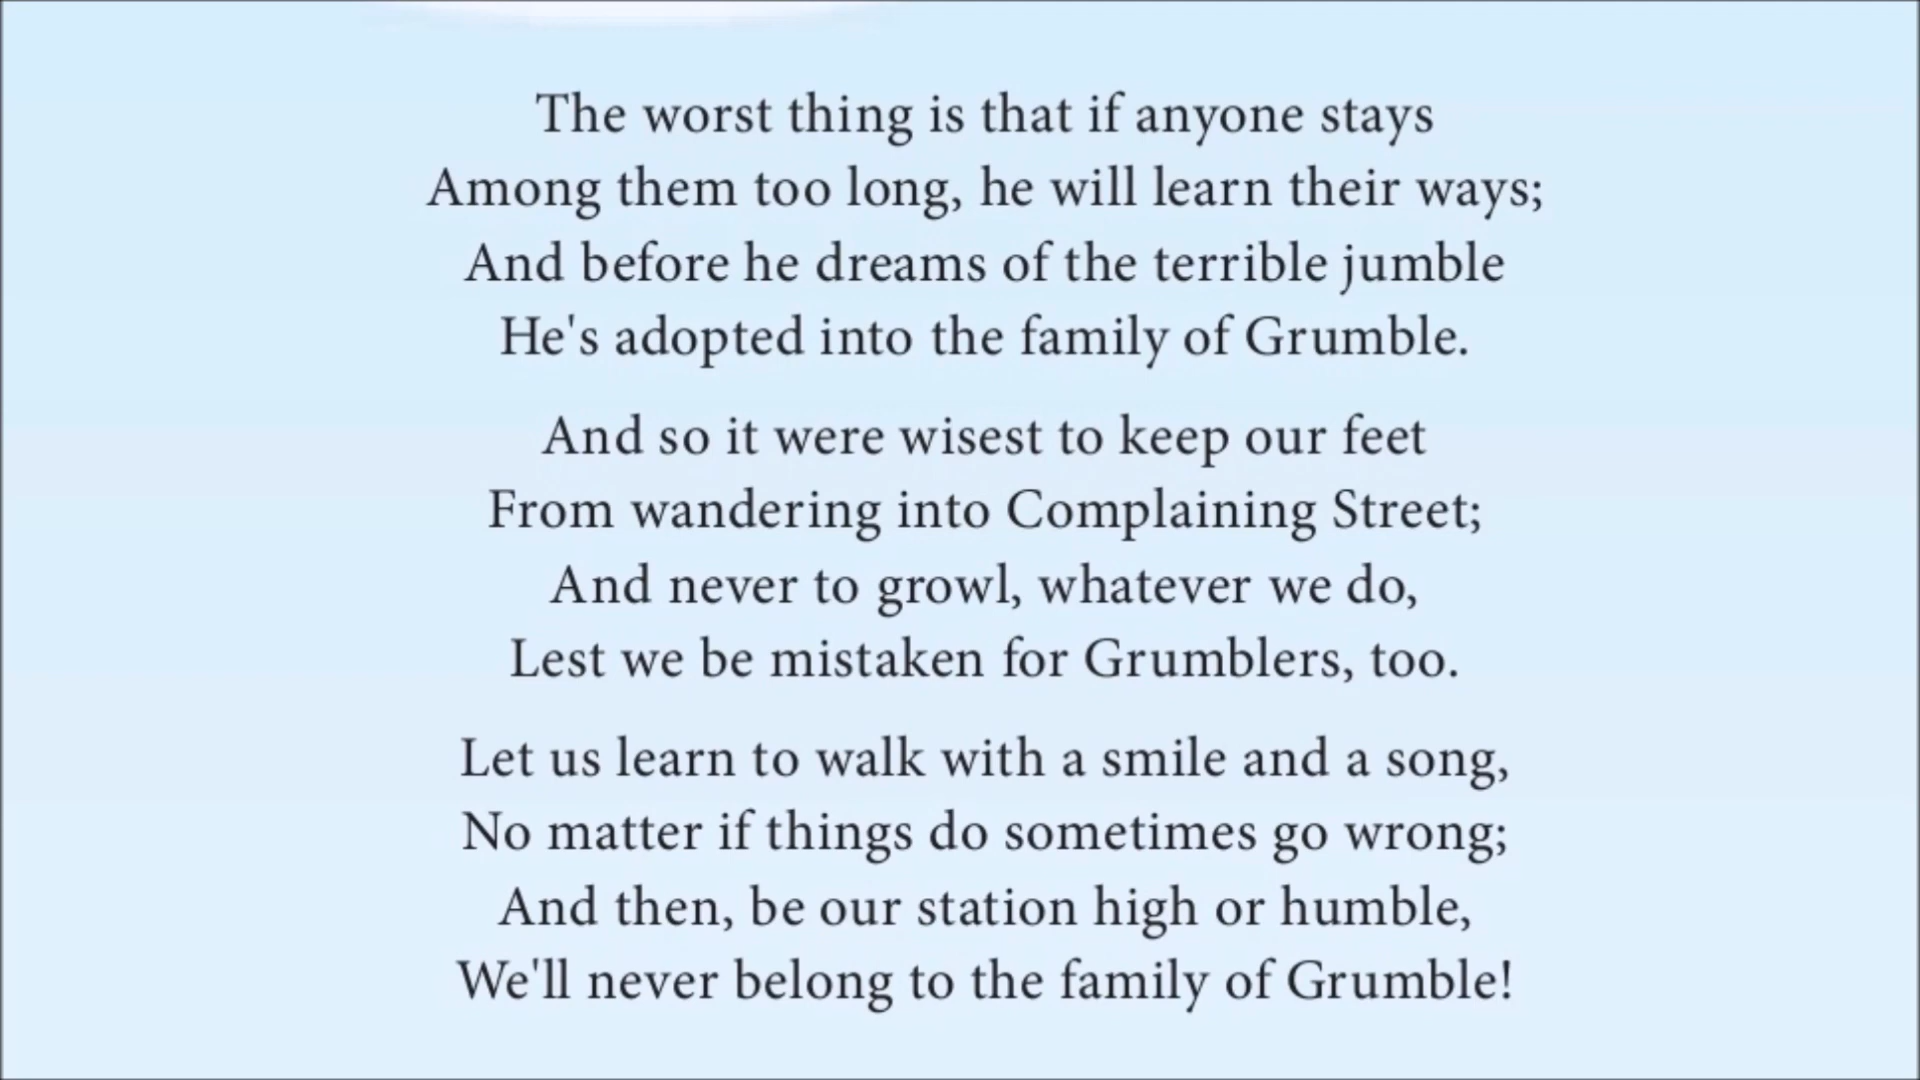 The worst thing is that if anyone stays
Among them too long, he will learn their ways;
And before he dreams of the terrible jumble
He's adopted into the family of Grumble.
And so it were wisest to keep our feet
From wandering into Complaining Street;
And never to growl, whatever we do,
Lest we be mistaken for Grumblers, too.
Let us learn to walk with a smile and a song,
No matter if things do sometimes go wrong;
And then, be our station high or humble,
We'll never belong to the family of Grumble!